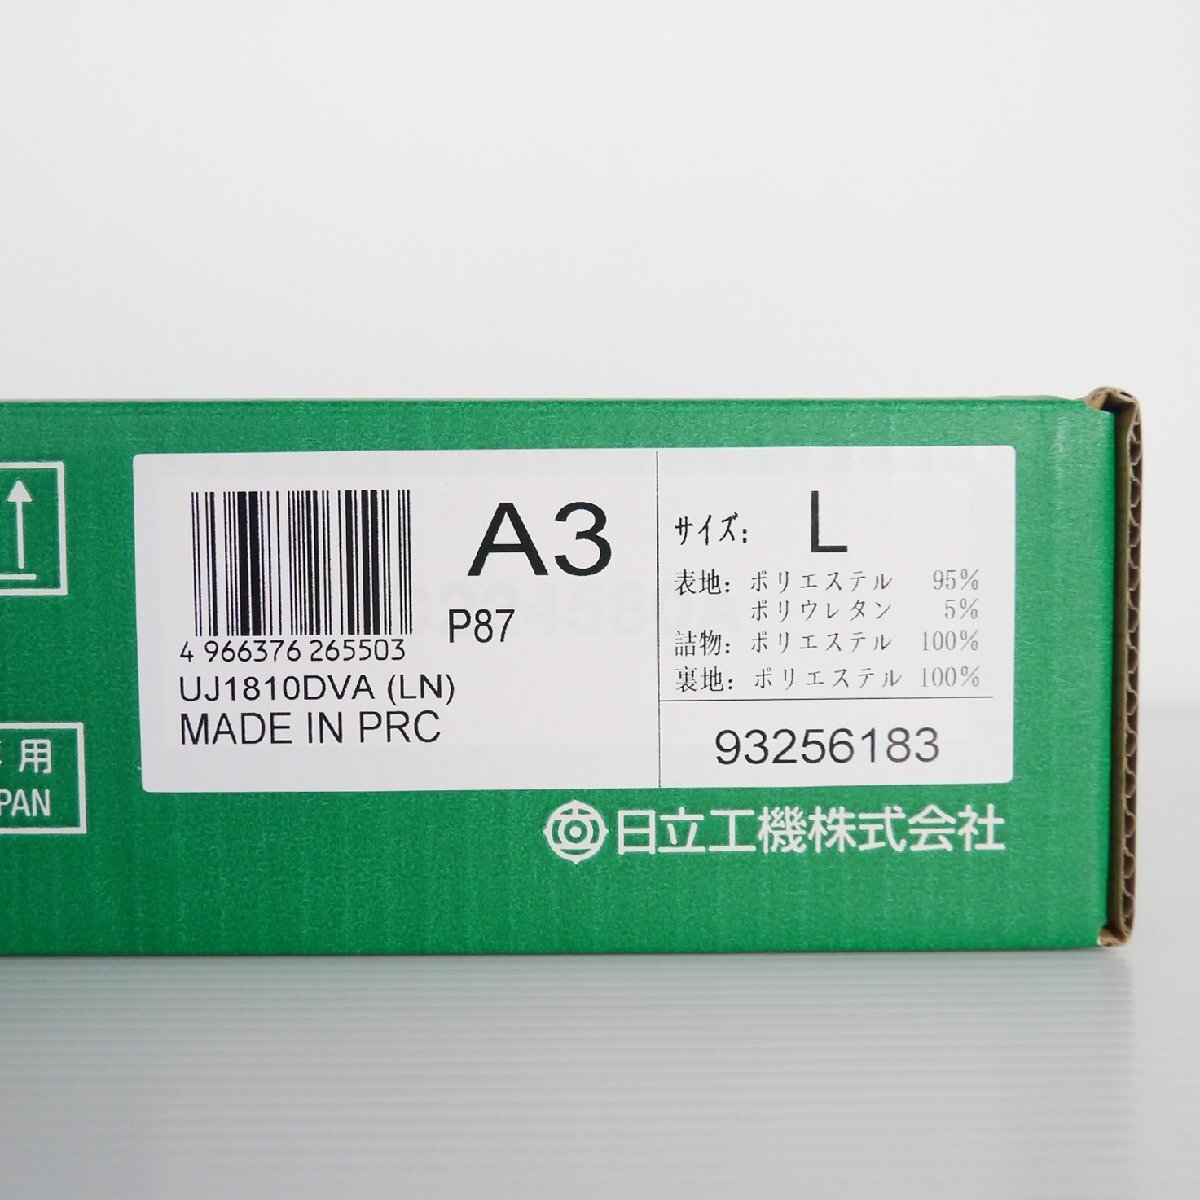 A3
P87
4 966376 265503
UJ1810DVA (LN)
MADE IN PRC
サイズ: L
表地: ポリエステル 95%
ポリウレタン 5%
詰物: ポリエステル 100%
裏地: ポリエステル 100%
93256183
用
PAN
日立工機株式会社